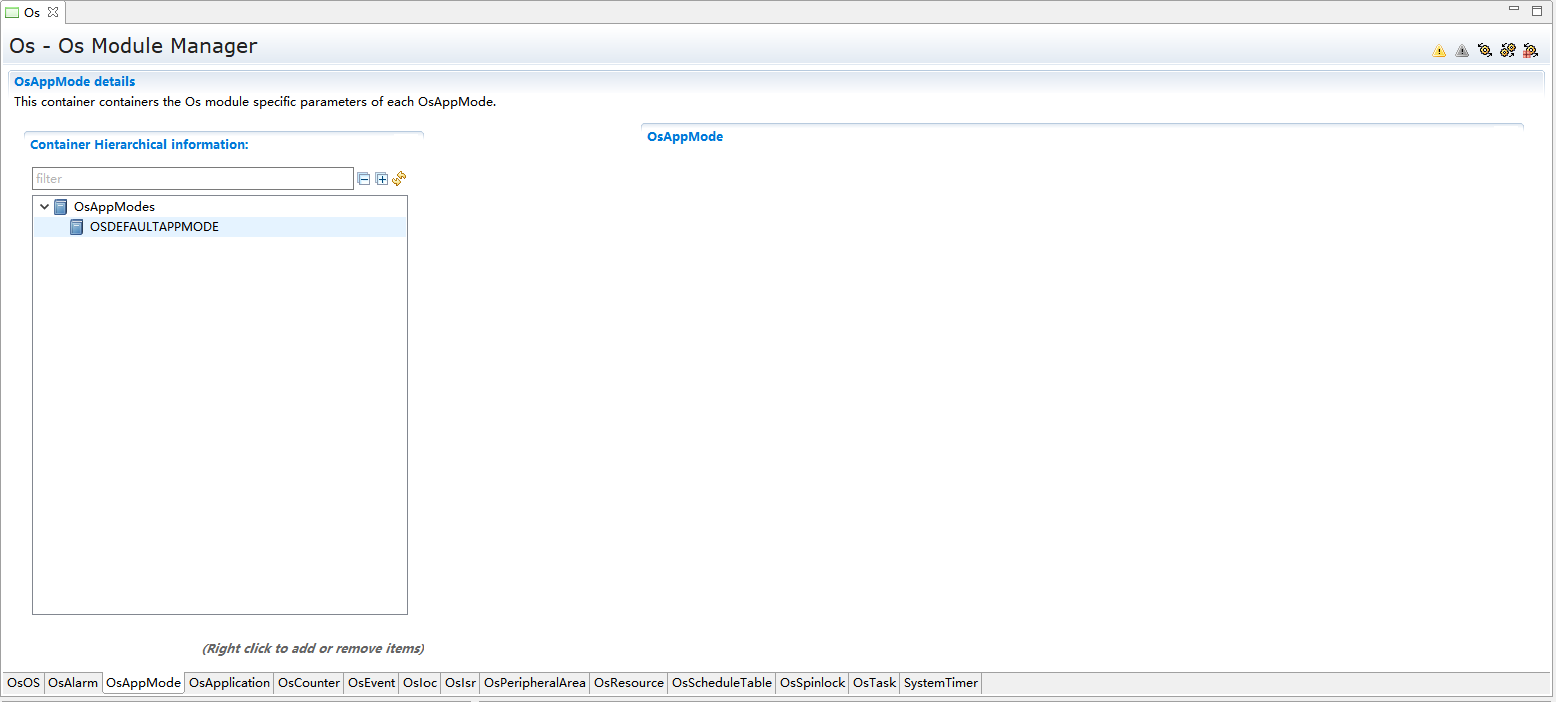 Os
Os - Os Module Manager
OsAppMode details
This container containers the Os module specific parameters of each OsAppMode.
Container Hierarchical information:
OsAppMode
filter
OsAppModes
OSDEFAULTAPPMODE
(Right click to add or remove items)
OsOS OsAlarm OsAppMode OsApplication OsCounter OsEvent OsIoc OsIsr OsPeripheralArea OsResource OsScheduleTable OsSpinlock OsTask SystemTimer